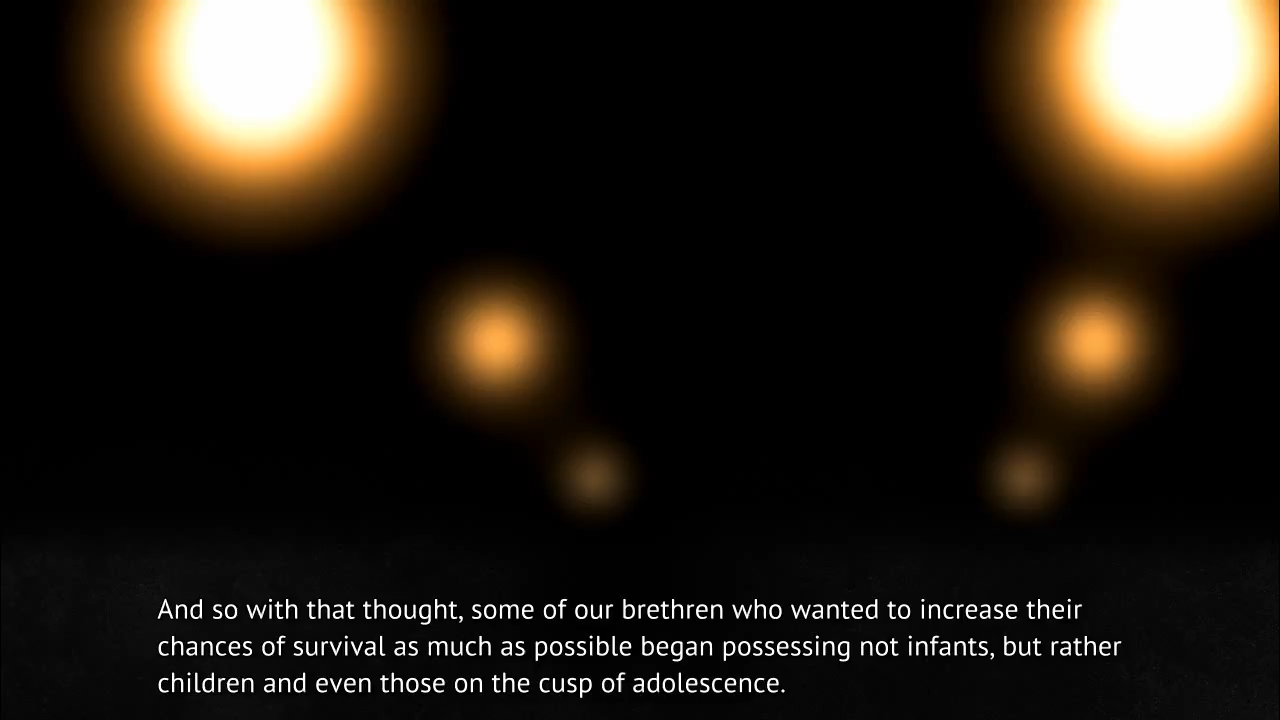 And so with that thought, some of our brethren who wanted to increase their
chances of survival as much as possible began possessing not infants, but rather
children and even those on the cusp of adolescence.